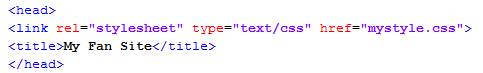 <head>
<link rel="stylesheet" type="text/css" href="mystyle.css">
<title>My Fan Site</title>
</head>